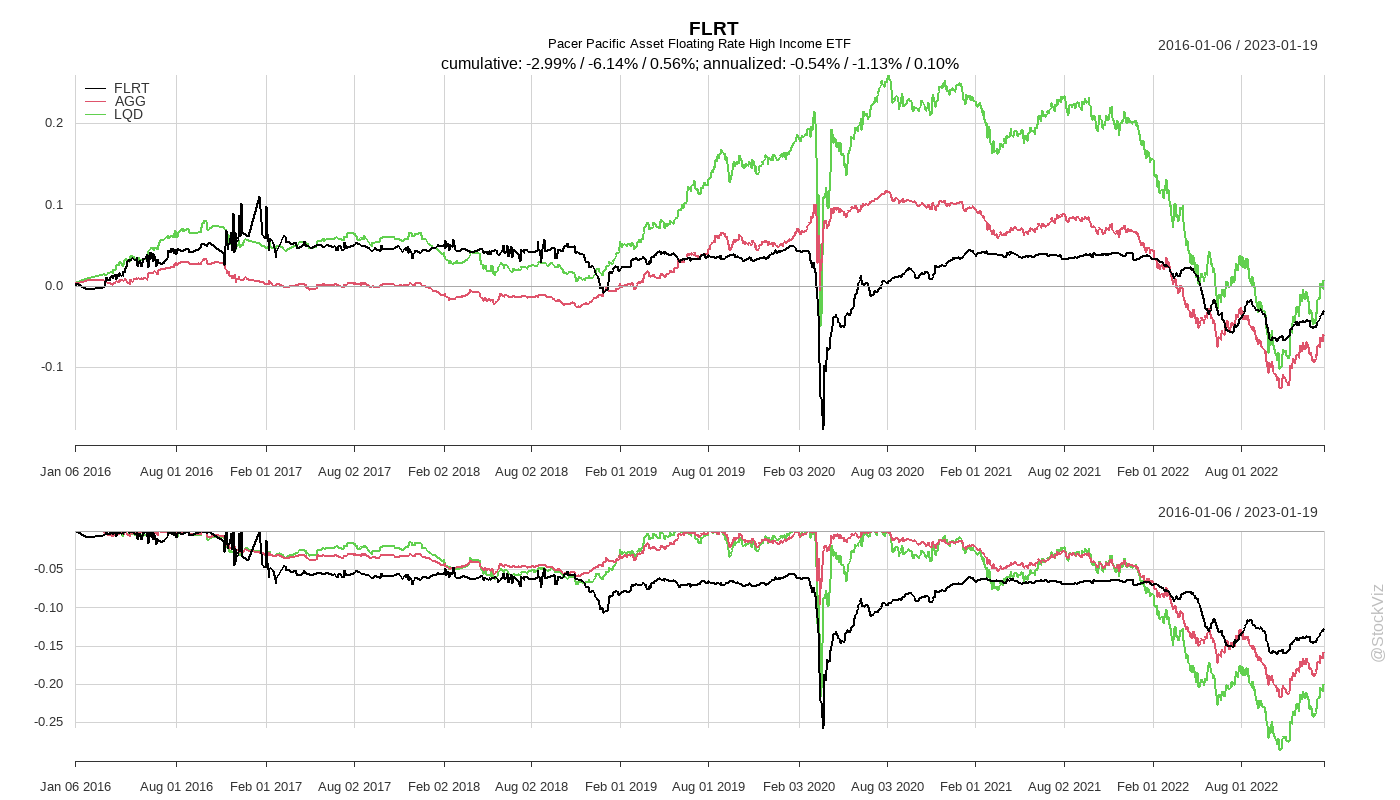 FLRT
Pacer Pacific Asset Floating Rate High Income ETF
2016-01-06 / 2023-01-19
cumulative: -2.99% / -6.14% / 0.56%; annualized: -0.54% / -1.13% / 0.10%
FLRT
AGG
LQD
0.2
0.1
0.0
-0.1
Jan 06 2016 Aug 01 2016 Feb 01 2017 Aug 02 2017 Feb 02 2018 Aug 02 2018 Feb 01 2019 Aug 01 2019 Feb 03 2020 Aug 03 2020 Feb 01 2021 Aug 02 2021 Feb 01 2022 Aug 01 2022
2016-01-06 / 2023-01-19
-0.05
-0.10
-0.15
-0.20
-0.25
Jan 06 2016 Aug 01 2016 Feb 01 2017 Aug 02 2017 Feb 02 2018 Aug 02 2018 Feb 01 2019 Aug 01 2019 Feb 03 2020 Aug 03 2020 Feb 01 2021 Aug 02 2021 Feb 01 2022 Aug 01 2022
@StockViz